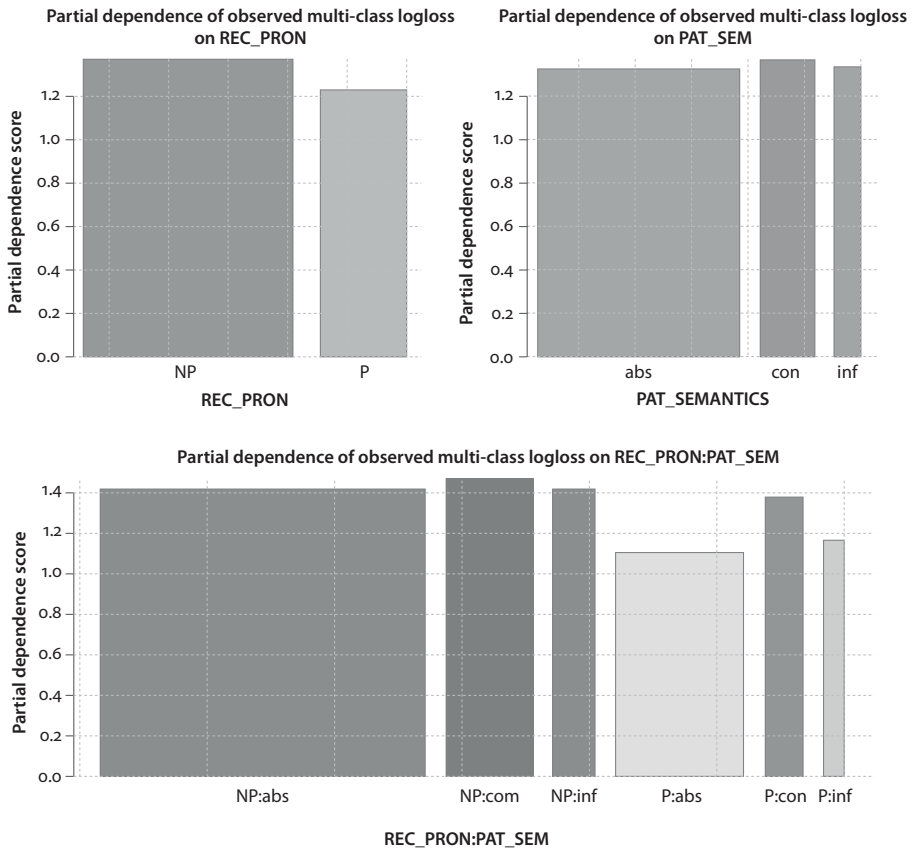 Partial dependence of observed multi-class logloss
on REC_PRON
Partial dependence score
1.2
1.0
0.8
0.6
0.4
0.2
0.0
NP P
REC_PRON
Partial dependence of observed multi-class logloss
on PAT_SEM
Partial dependence score
1.2
1.0
0.8
0.6
0.4
0.2
0.0
abs con inf
PAT_SEMANTICS
Partial dependence of observed multi-class logloss on REC_PRON:PAT_SEM
Partial dependence score
1.4
1.2
1.0
0.8
0.6
0.4
0.2
0.0
NP:abs NP:com NP:inf P:abs P:con P:inf
REC_PRON:PAT_SEM